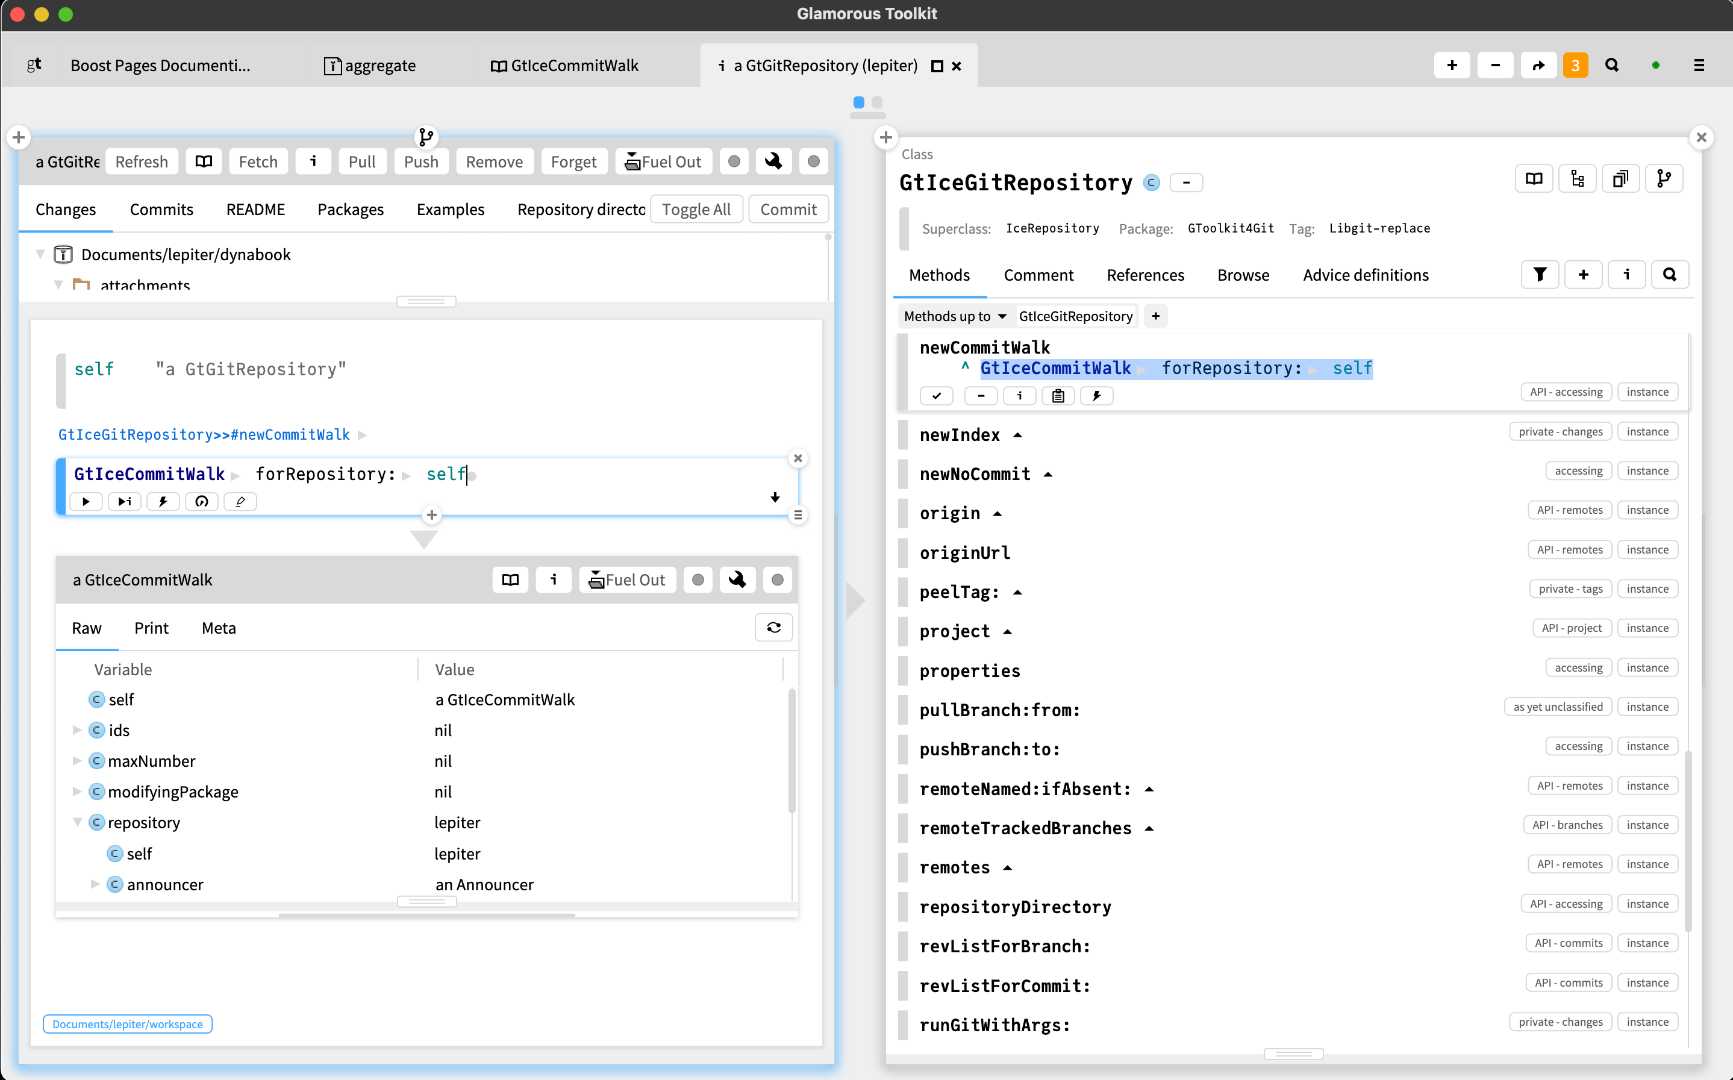 Glamorous Toolkit
gt
Boost Pages Documenti...
aggregate
GtIceCommitWalk
a GtGitRepository (lepiter)
3
a GtGitRe
Refresh
Fetch
Pull
Push
Remove
Forget
Fuel Out
Changes
Commits
README
Packages
Examples
Repository directo
Toggle All
Commit
Documents/lepiter/dynabook
attachments
self "a GtGitRepository"
GtIceGitRepository>>#newCommitWalk
GtIceCommitWalk forRepository: self
a GtIceCommitWalk
Fuel Out
Raw
Print
Meta
Variable Value
self a GtIceCommitWalk
ids nil
maxNumber nil
modifyingPackage nil
repository lepiter
self lepiter
announcer an Announcer
Documents/lepiter/workspace
Class
GtIceGitRepository
Superclass: IceRepository Package: GToolkit4Git Tag: Libgit-replace
Methods
Comment
References
Browse
Advice definitions
Methods up to
GtIceGitRepository
newCommitWalk
^ GtIceCommitWalk forRepository: self
API - accessing instance
newIndex private - changes instance
newNoCommit accessing instance
origin API - remotes instance
originUrl API - remotes instance
peelTag: private - tags instance
project API - project instance
properties accessing instance
pullBranch:from: as yet unclassified instance
pushBranch:to: accessing instance
remoteNamed:ifAbsent: API - remotes instance
remoteTrackedBranches API - branches instance
remotes API - remotes instance
repositoryDirectory API - accessing instance
revListForBranch: API - commits instance
revListForCommit: API - commits instance
runGitWithArgs: private - changes instance